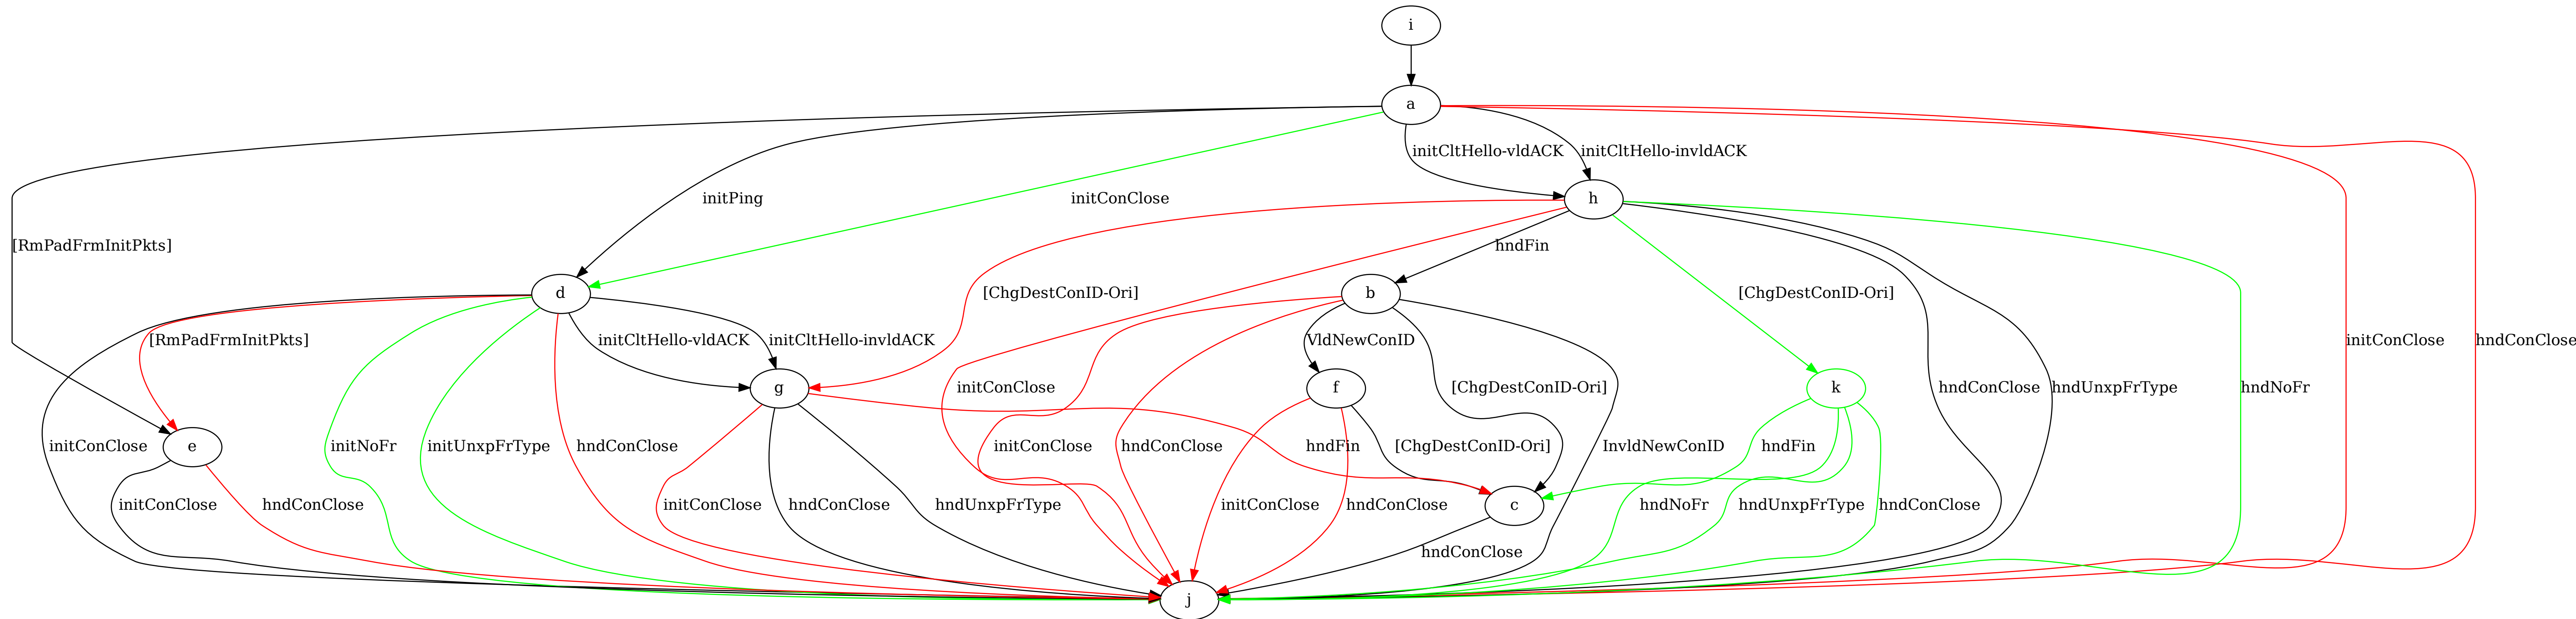 i
a
initCltHello-vldACK initCltHello-invldACK
initPing initConClose h
[RmPadFrmInitPkts] hndFin
d [ChgDestConID-Ori] b [ChgDestConID-Ori]
[RmPadFrmInitPkts] initCltHello-vldACK initCltHello-invldACK VldNewConID initConClose hndConClose
g initConClose f [ChgDestConID-Ori] k hndConClose hndUnxpFrType hndNoFr
initConClose e initNoFr initUnxpFrType hndConClose initConClose hndConClose hndFin [ChgDestConID-Ori] InvldNewConID hndFin
initConClose hndConClose initConClose hndConClose hndUnxpFrType initConClose hndConClose c hndNoFr hndUnxpFrType hndConClose
hndConClose
j